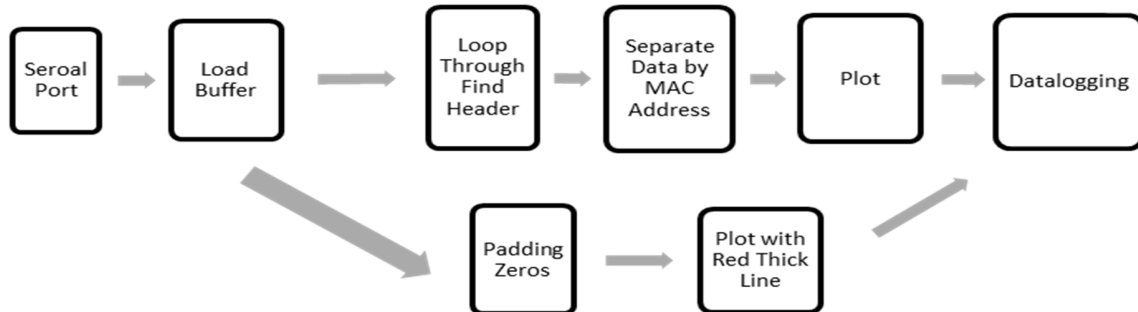 Seroal
Port
Load
Buffer
Loop
Through
Find
Header
Separate
Data by
MAC
Address
Plot
Datalogging
Padding
Zeros
Plot with
Red Thick
Line